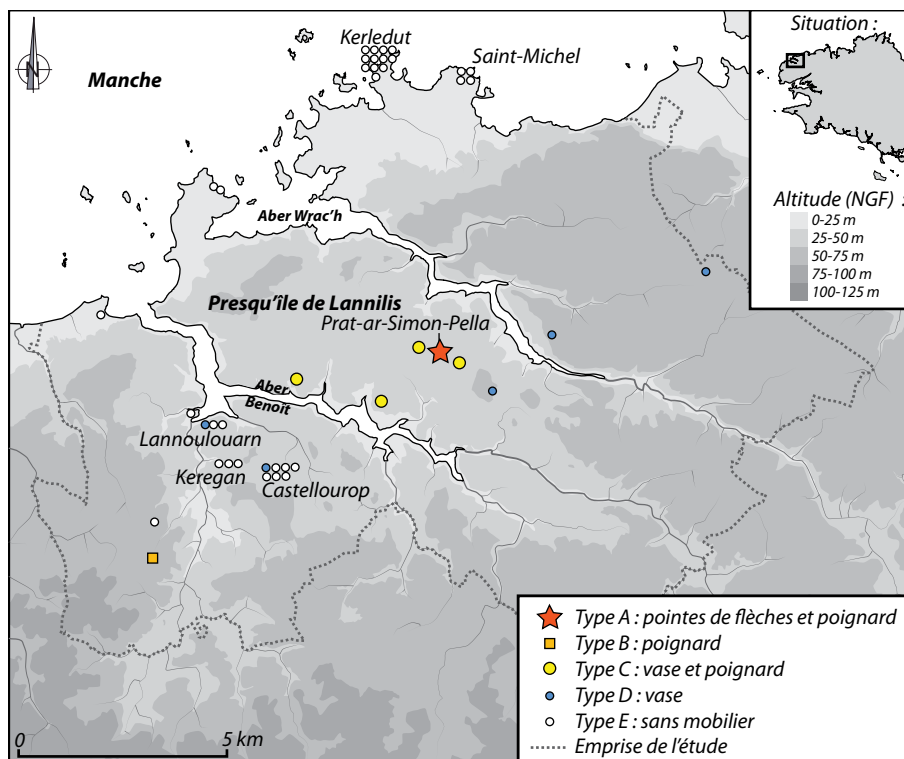 Kerledut
Saint-Michel
Manche
N
Situation :
Altitude (NGF) :
0-25 m
25-50 m
50-75 m
75-100 m
100-125 m
Aber Wrac'h
Presqu'île de Lannilis
Prat-ar-Simon-Pella
Aber
Benoît
Lannoulouarn
Keregan
Castellourop
Type A : pointes de flèches et poignard
Type B : poignard
Type C : vase et poignard
Type D : vase
Type E : sans mobilier
Emprise de l'étude
0
5 km